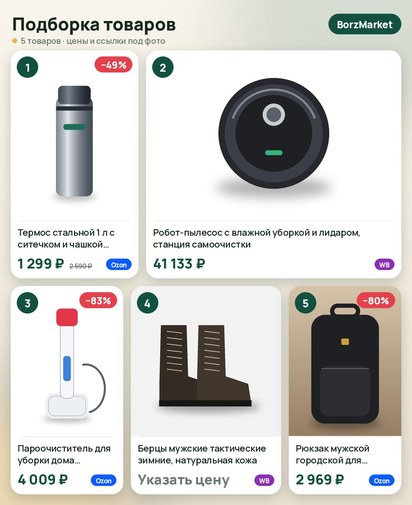 Подборка товаров
BorzMarket
5 товаров · цены и ссылки под фото
1
−49%
Термос стальной 1 л с
ситечком и чашкой…
1 299 ₽ 2 590 ₽ Ozon
2
Робот-пылесос с влажной уборкой и лидаром,
станция самоочистки
41 133 ₽ WB
3
−83%
Пароочиститель для
уборки дома…
4 009 ₽ Ozon
4
Берцы мужские тактические
зимние, натуральная кожа
Указать цену WB
5
−80%
Рюкзак мужской
городской для…
2 969 ₽ Ozon